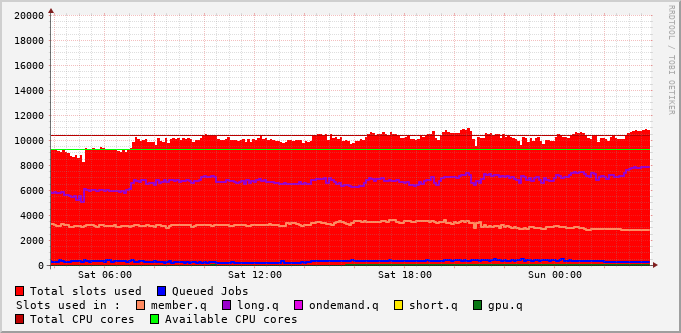 RRDTOOL / TOBI OETIKER
20000
18000
16000
14000
12000
10000
8000
6000
4000
2000
0
Sat 06:00 Sat 12:00 Sat 18:00 Sun 00:00
Total slots used Queued Jobs
Slots used in : member.q long.q ondemand.q short.q gpu.q
Total CPU cores Available CPU cores